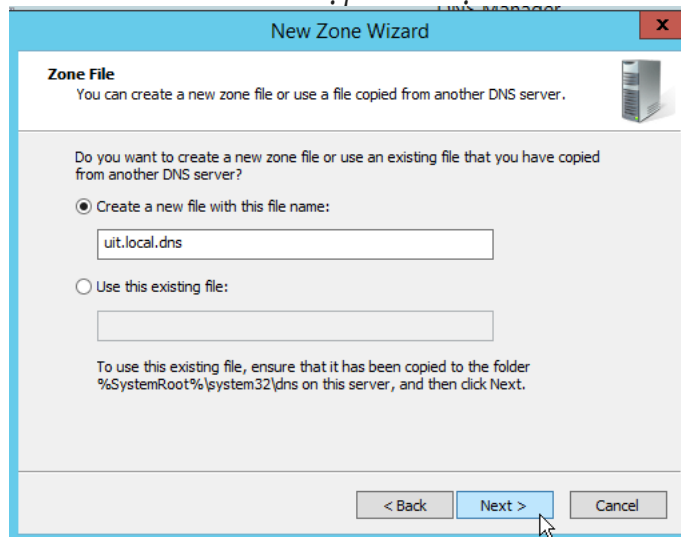 DNS Manager
New Zone Wizard
x
Zone File
You can create a new zone file or use a file copied from another DNS server.
Do you want to create a new zone file or use an existing file that you have copied
from another DNS server?
Create a new file with this file name:
uit.local.dns
Use this existing file:
To use this existing file, ensure that it has been copied to the folder
%SystemRoot%\system32\dns on this server, and then click Next.
< Back
Next >
Cancel